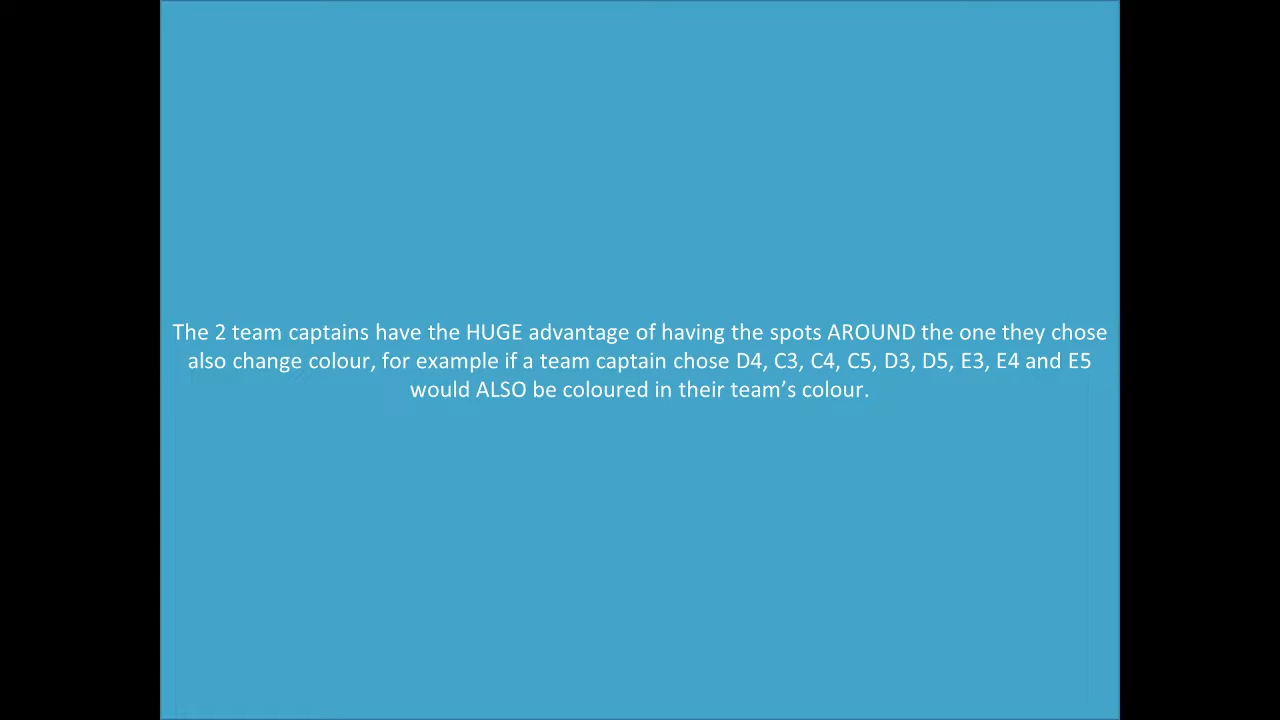 The 2 team captains have the HUGE advantage of having the spots AROUND the one they chose
also change colour, for example if a team captain chose D4, C3, C4, C5, D3, D5, E3, E4 and E5
would ALSO be coloured in their team’s colour.